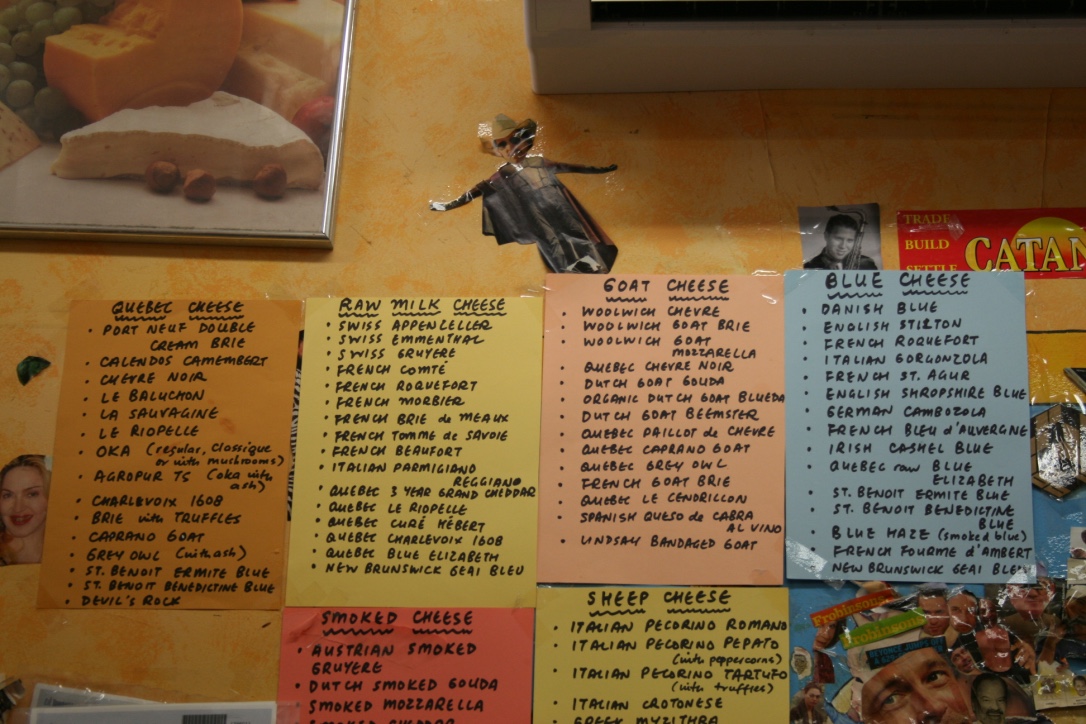 TRADE
BUILD
SETTLE
CATAN
QUEBEC CHEESE
• PORT NEUF DOUBLE
CREAM BRIE
• CALENDOS CAMEMBERT
• CHEVRE NOIR
• LE BALUCHON
• LA SAUVAGINE
• LE RIOPELLE
• OKA (regular, classique
or with mushrooms)
• AGROPUR T5 (oka with
ash)
• CHARLEVOIX 1608
• BRIE with TRUFFLES
• CAPRANO GOAT
• GREY OWL (with ash)
• ST. BENOIT ERMITE BLUE
• ST. BENOIT BENEDICTINE BLUE
• DEVIL'S ROCK
RAW MILK CHEESE
• SWISS APPENZELLER
• SWISS EMMENTHAL
• SWISS GRUYERE
• FRENCH COMTÉ
• FRENCH ROQUEFORT
• FRENCH MORBIER
• FRENCH BRIE de MEAUX
• FRENCH TOMME de SAVOIE
• FRENCH BEAUFORT
• ITALIAN PARMIGIANO
REGGIANO
• QUEBEC 3 YEAR GRAND CHEDDAR
• QUEBEC LE RIOPELLE
• QUEBEC CURÉ HÉBERT
• QUEBEC CHARLEVOIX 1608
• QUEBEC BLUE ELIZABETH
• NEW BRUNSWICK GEAI BLEU
GOAT CHEESE
• WOOLWICH CHEVRE
• WOOLWICH GOAT BRIE
• WOOLWICH GOAT
MOZZARELLA
• QUEBEC CHEVRE NOIR
• DUTCH GOAT GOUDA
• ORGANIC DUTCH GOAT BLUEDA
• DUTCH GOAT BEEMSTER
• QUEBEC PAILLOT de CHEVRE
• QUEBEC CAPRANO GOAT
• QUEBEC GREY OWL
• FRENCH GOAT BRIE
• QUEBEC LE CENDRILLON
• SPANISH QUESO de CABRA
AL VINO
• LINDSAY BANDAGED GOAT
BLUE CHEESE
• DANISH BLUE
• ENGLISH STILTON
• FRENCH ROQUEFORT
• ITALIAN GORGONZOLA
• FRENCH ST. AGUR
• ENGLISH SHROPSHIRE BLUE
• GERMAN CAMBOZOLA
• FRENCH BLEU d'AUVERGNE
• IRISH CASHEL BLUE
• QUEBEC raw BLUE
ELIZABETH
• ST. BENOIT ERMITE BLUE
• ST. BENOIT BENEDICTINE
BLUE
• BLUE HAZE (smoked blue)
• FRENCH FOURME d'AMBERT
• NEW BRUNSWICK GEAI BLEU
SMOKED CHEESE
• AUSTRIAN SMOKED
GRUYERE
• DUTCH SMOKED GOUDA
SMOKED MOZZARELLA
SMOKED CHEDDAR
SHEEP CHEESE
• ITALIAN PECORINO ROMANO
• ITALIAN PECORINO PEPATO
(with peppercorns)
• ITALIAN PECORINO TARTUFO
(with truffles)
• ITALIAN CROTONESE
GREEK MYZITHRA
Frobinsons
frobinsons